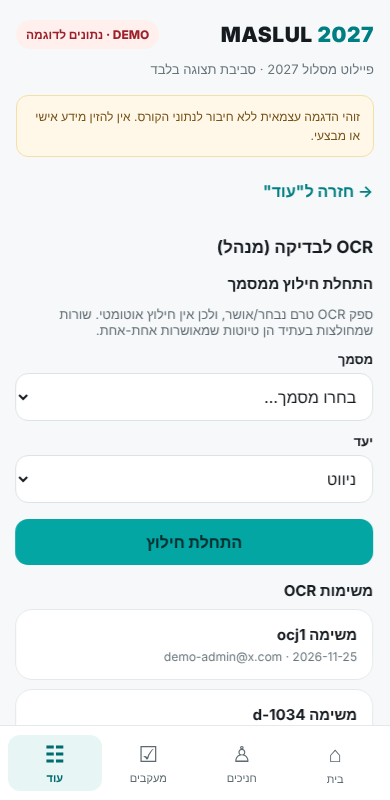 MASLUL 2027
DEMO · נתונים לדוגמה
פיילוט מסלול 2027 · סביבת תצוגה בלבד
זוהי הדגמה עצמאית ללא חיבור לנתוני הקורס. אין להזין מידע אישי
או מבצעי.
→ חזרה ל"עוד"
OCR לבדיקה (מנהל)
התחלת חילוץ ממסמך
ספק OCR טרם נבחר/אושר, ולכן אין חילוץ אוטומטי. שורות
שמחולצות בעתיד הן טיוטות שמאושרות אחת-אחת.
מסמך
בחרו מסמך...
יעד
ניווט
התחלת חילוץ
משימות OCR
משימה ocj1
demo-admin@x.com · 2026-11-25
משימה d-1034
בית
חניכים
מעקבים
עוד